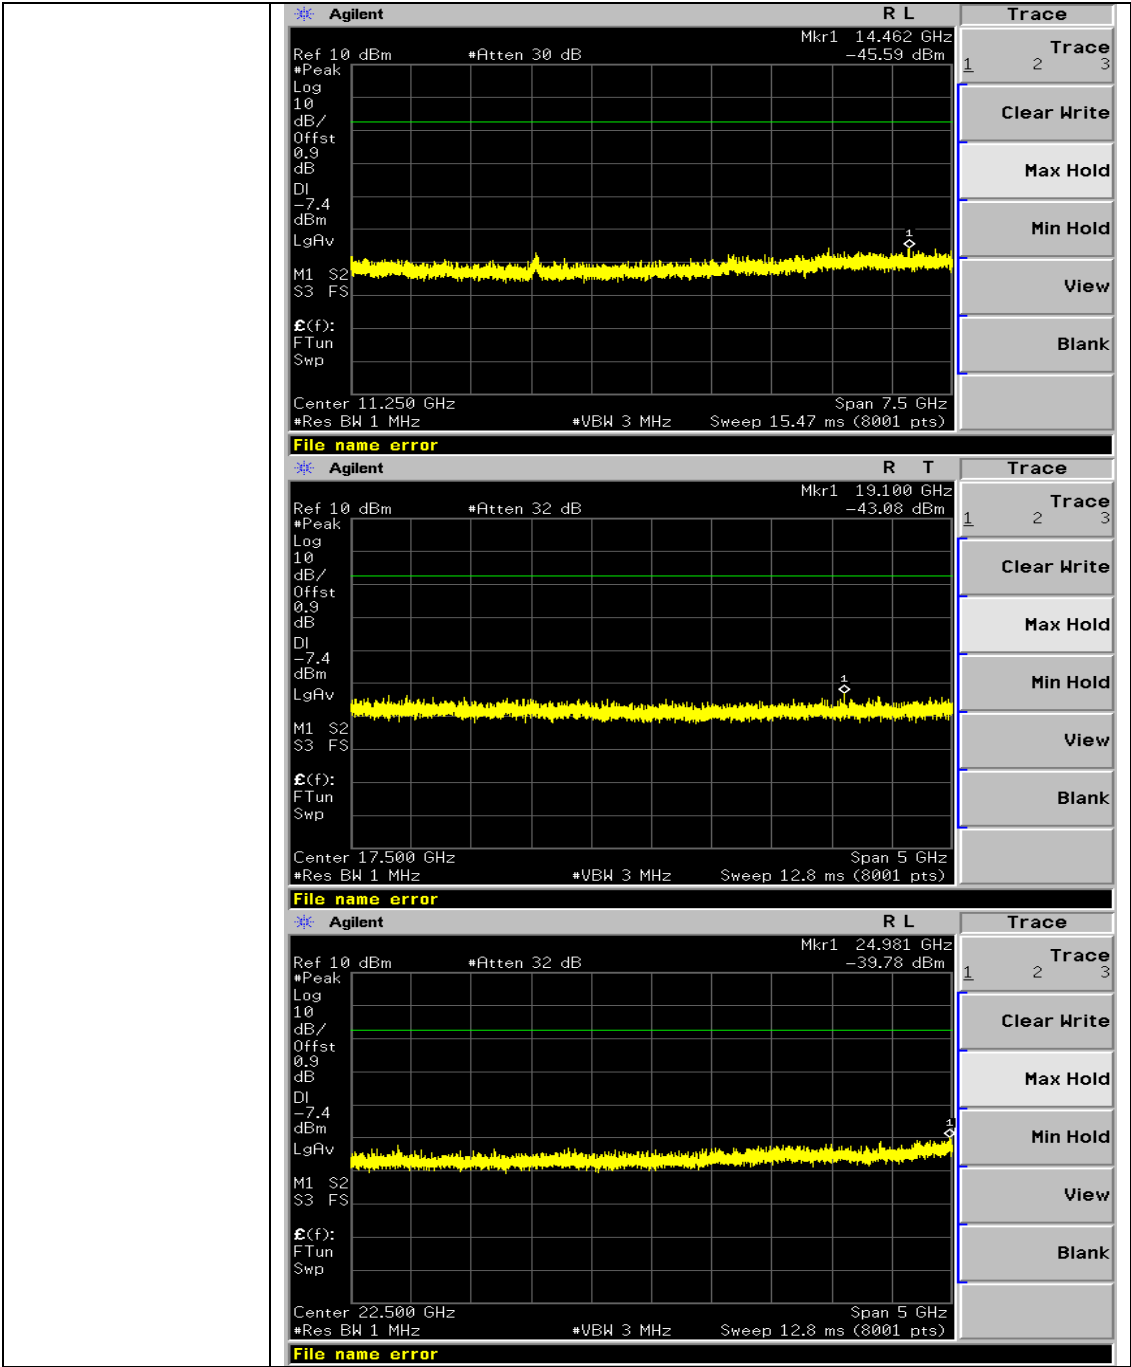 Agilent R L Trace
Mkr1 14.462 GHz
Ref 10 dBm #Atten 30 dB -45.59 dBm
#Peak
Log
10
dB/
Offst
0.9
dB
DI
-7.4
dBm
LgAv
M1 S2
S3 FS
£(f):
FTun
Swp
1
Center 11.250 GHz Span 7.5 GHz
#Res BW 1 MHz #VBW 3 MHz Sweep 15.47 ms (8001 pts)
File name error
Trace
1 2 3
Clear Write
Max Hold
Min Hold
View
Blank
Agilent R T Trace
Mkr1 19.100 GHz
Ref 10 dBm #Atten 32 dB -43.08 dBm
#Peak
Log
10
dB/
Offst
0.9
dB
DI
-7.4
dBm
LgAv
M1 S2
S3 FS
£(f):
FTun
Swp
1
Center 17.500 GHz Span 5 GHz
#Res BW 1 MHz #VBW 3 MHz Sweep 12.8 ms (8001 pts)
File name error
Trace
1 2 3
Clear Write
Max Hold
Min Hold
View
Blank
Agilent R L Trace
Mkr1 24.981 GHz
Ref 10 dBm #Atten 32 dB -39.78 dBm
#Peak
Log
10
dB/
Offst
0.9
dB
DI
-7.4
dBm
LgAv
M1 S2
S3 FS
£(f):
FTun
Swp
1
Center 22.500 GHz Span 5 GHz
#Res BW 1 MHz #VBW 3 MHz Sweep 12.8 ms (8001 pts)
File name error
Trace
1 2 3
Clear Write
Max Hold
Min Hold
View
Blank